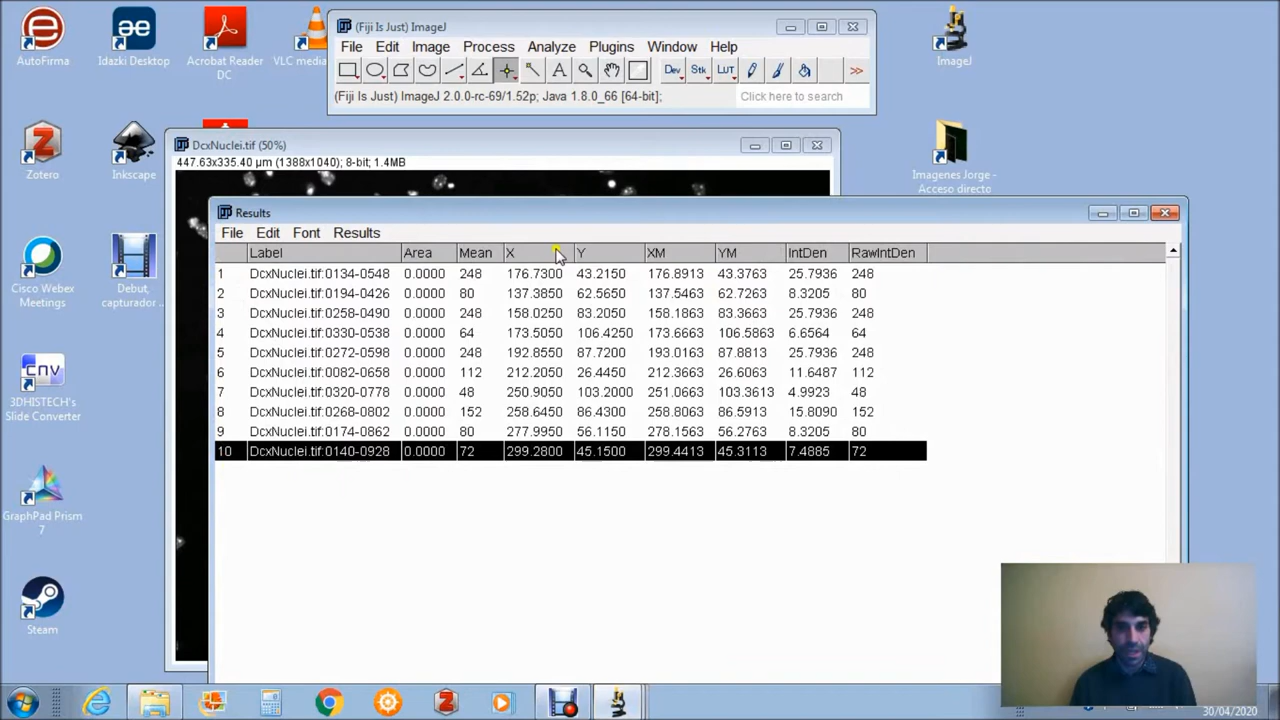 AutoFirma
Idazki Desktop
Acrobat Reader
DC
VLC media
(Fiji Is Just) ImageJ
File Edit Image Process Analyze Plugins Window Help
Dev Stk LUT >>
(Fiji Is Just) ImageJ 2.0.0-rc-69/1.52p; Java 1.8.0_66 [64-bit];
Click here to search
ImageJ
Zotero
Inkscape
DcxNuclei.tif (50%)
447.63x335.40 µm (1388x1040); 8-bit; 1.4MB
Imagenes Jorge -
Acceso directo
Results
File Edit Font Results
Label Area Mean X Y XM YM IntDen RawIntDen
1 DcxNuclei.tif:0134-0548 0.0000 248 176.7300 43.2150 176.8913 43.3763 25.7936 248
2 DcxNuclei.tif:0194-0426 0.0000 80 137.3850 62.5650 137.5463 62.7263 8.3205 80
3 DcxNuclei.tif:0258-0490 0.0000 248 158.0250 83.2050 158.1863 83.3663 25.7936 248
4 DcxNuclei.tif:0330-0538 0.0000 64 173.5050 106.4250 173.6663 106.5863 6.6564 64
5 DcxNuclei.tif:0272-0598 0.0000 248 192.8550 87.7200 193.0163 87.8813 25.7936 248
6 DcxNuclei.tif:0082-0658 0.0000 112 212.2050 26.4450 212.3663 26.6063 11.6487 112
7 DcxNuclei.tif:0320-0778 0.0000 48 250.9050 103.2000 251.0663 103.3613 4.9923 48
8 DcxNuclei.tif:0268-0802 0.0000 152 258.6450 86.4300 258.8063 86.5913 15.8090 152
9 DcxNuclei.tif:0174-0862 0.0000 80 277.9950 56.1150 278.1563 56.2763 8.3205 80
10 DcxNuclei.tif:0140-0928 0.0000 72 299.2800 45.1500 299.4413 45.3113 7.4885 72
Cisco Webex
Meetings
Debut,
capturador ...
cnv
3DHISTECH's
Slide Converter
GraphPad Prism
7
Steam
30/04/2020